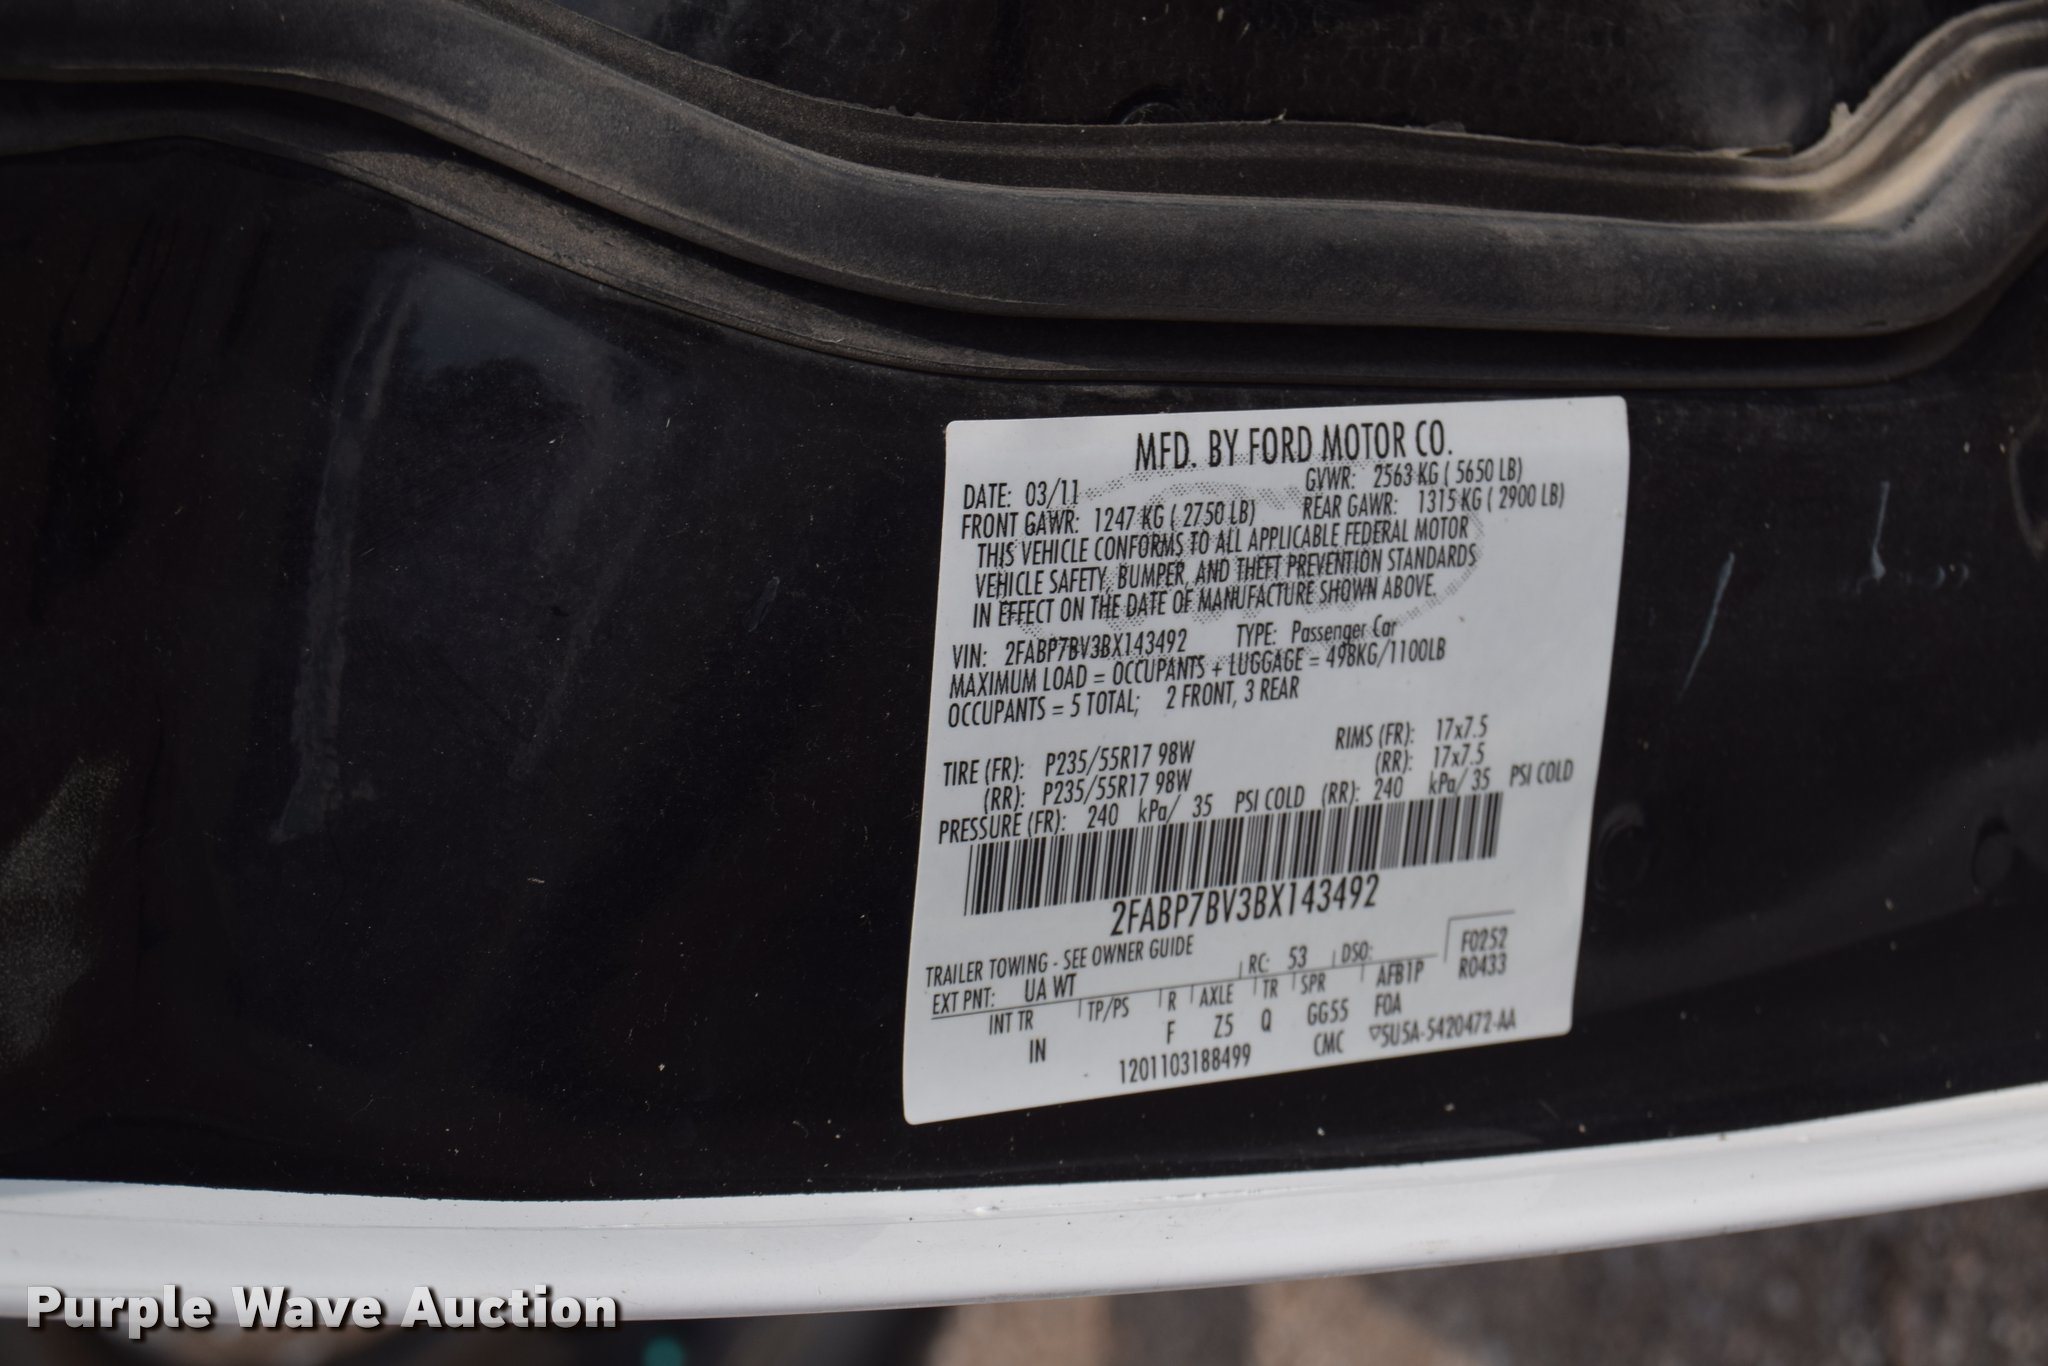 MFD. BY FORD MOTOR CO.
DATE: 03/11 GVWR: 2563 KG ( 5650 LB)
FRONT GAWR: 1247 KG ( 2750 LB) REAR GAWR: 1315 KG ( 2900 LB)
THIS VEHICLE CONFORMS TO ALL APPLICABLE FEDERAL MOTOR
VEHICLE SAFETY, BUMPER, AND THEFT PREVENTION STANDARDS
IN EFFECT ON THE DATE OF MANUFACTURE SHOWN ABOVE.
VIN: 2FABP7BV3BX143492 TYPE: Passenger Car
MAXIMUM LOAD = OCCUPANTS + LUGGAGE = 498KG/1100LB
OCCUPANTS = 5 TOTAL; 2 FRONT, 3 REAR
TIRE (FR): P235/55R17 98W RIMS (FR): 17x7.5
(RR): P235/55R17 98W (RR): 17x7.5
PRESSURE (FR): 240 kPa/ 35 PSI COLD (RR): 240 kPa/ 35 PSI COLD
2FABP7BV3BX143492
TRAILER TOWING - SEE OWNER GUIDE
EXT PNT: UA WT RC: 53 DSO: F0252
INT TR TP/PS R AXLE TR SPR AFB1P R0433
IN F Z5 Q GG55 FOA
1201103188499 CMC ▽5U5A-5420472-AA
Purple Wave Auction